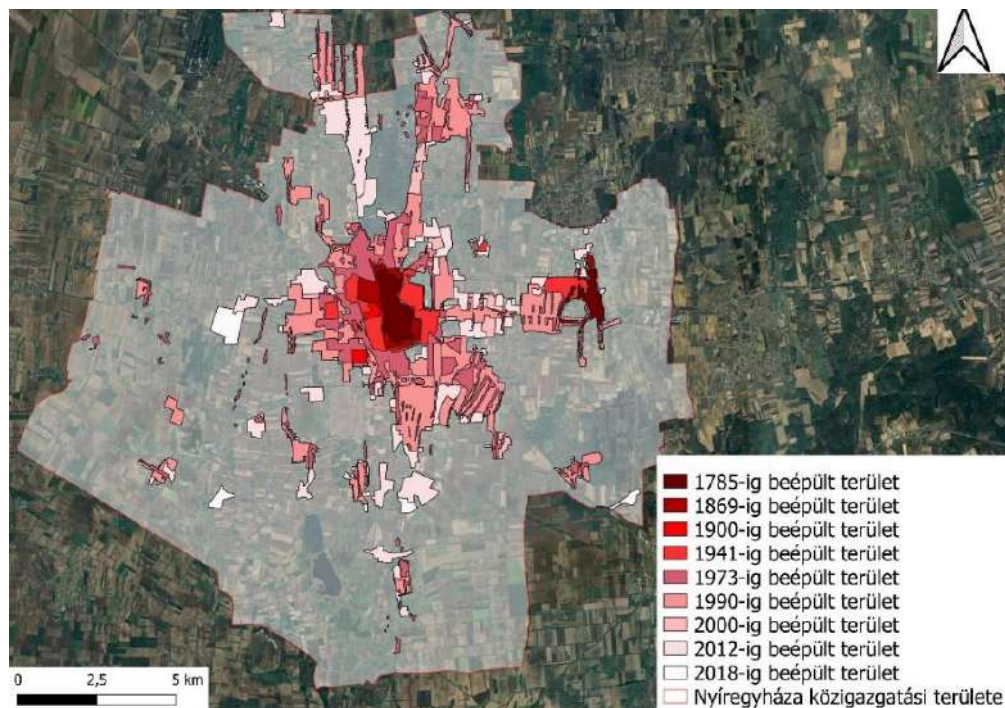 1785-ig beépült terület
1869-ig beépült terület
1900-ig beépült terület
1941-ig beépült terület
1973-ig beépült terület
1990-ig beépült terület
2000-ig beépült terület
2012-ig beépült terület
2018-ig beépült terület
Nyíregyháza közigazgatási területe
0 2,5 5 km